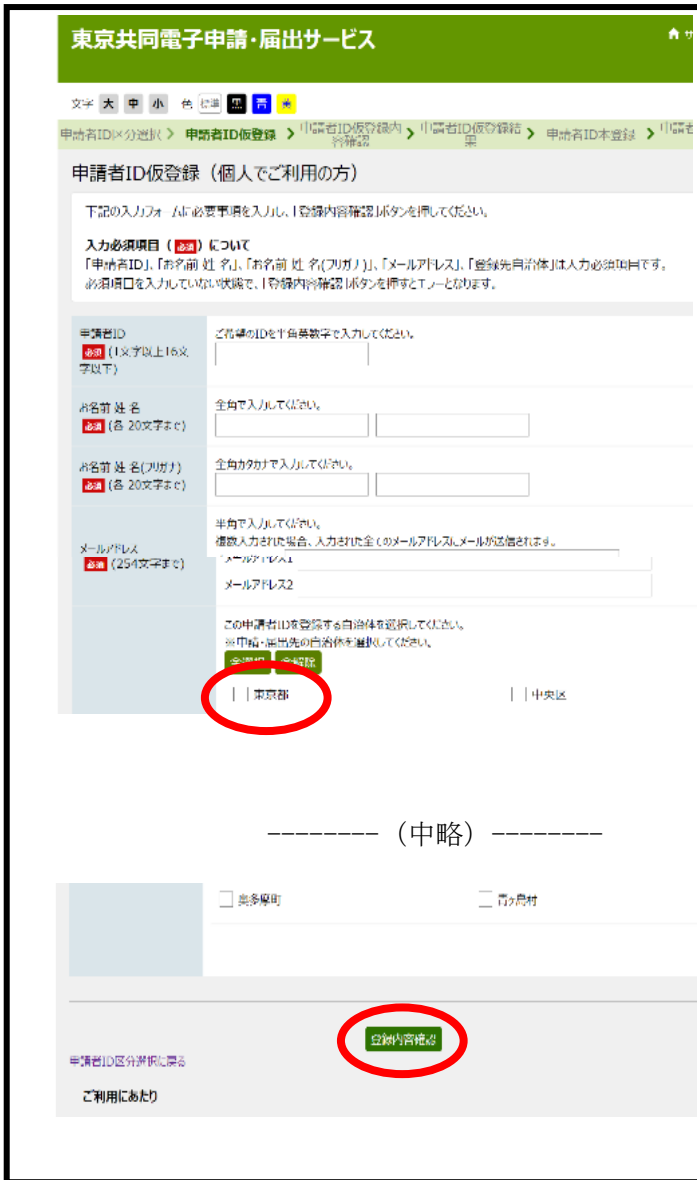 東京共同電子申請・届出サービス
文字 大 中 小 色 標準 黒 青 黄
申請者ID区分選択 > 申請者ID仮登録 > 申請者ID仮登録内容確認 > 申請者ID仮登録結果 > 申請者ID本登録 > 申請者
申請者ID仮登録（個人でご利用の方）
下記の入力フォームに必要事項を入力し、「登録内容確認」ボタンを押してください。
入力必須項目（必須）について
「申請者ID」、「お名前 姓 名」、「お名前 姓 名(フリガナ)」、「メールアドレス」、「登録先自治体」は入力必須項目です。
必須項目を入力していない状態で、「登録内容確認」ボタンを押すとエラーとなります。
申請者ID
必須 (1文字以上16文
字以下)
ご希望のIDを半角英数字で入力してください。
お名前 姓 名
必須 (各 20文字まで)
全角で入力してください。
お名前 姓 名(フリガナ)
必須 (各 20文字まで)
全角カタカナで入力してください。
メールアドレス
必須 (254文字まで)
半角で入力してください。
複数入力された場合、入力された全てのメールアドレスにメールが送信されます。
メールアドレス1
メールアドレス2
この申請者IDを登録する自治体を選択してください。
※申請・届出先の自治体を選択してください。
全選択 全解除
東京都 中央区
--------（中略）--------
奥多摩町 青ヶ島村
登録内容確認
申請者ID区分選択に戻る
ご利用にあたり